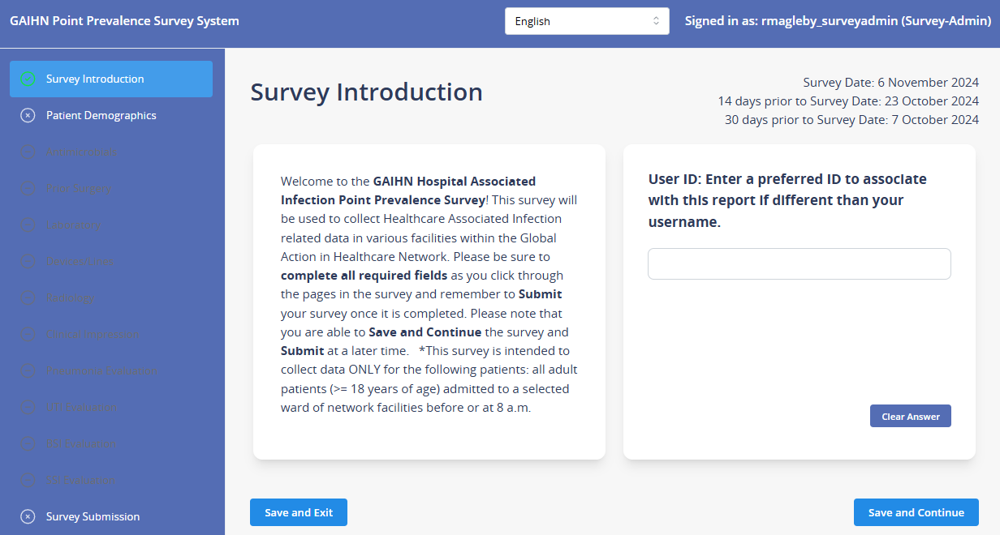 GAIHN Point Prevalence Survey System
English
Signed in as: rmagleby_surveyadmin (Survey-Admin)
Survey Introduction
Patient Demographics
Prior Surgery
Radiology
Clinical Impression
Pneumonia Evaluation
UTI Evaluation
BSI Evaluation
SSI Evaluation
Survey Submission
Survey Introduction
Survey Date: 6 November 2024
14 days prior to Survey Date: 23 October 2024
30 days prior to Survey Date: 7 October 2024
Welcome to the GAIHN Hospital Associated
Infection Point Prevalence Survey! This survey will
be used to collect Healthcare Associated Infection
related data in various facilities within the Global
Action in Healthcare Network. Please be sure to
complete all required fields as you click through
the pages in the survey and remember to Submit
your survey once it is completed. Please note that
you are able to Save and Continue the survey and
Submit at a later time. *This survey is intended to
collect data ONLY for the following patients: all adult
patients (>= 18 years of age) admitted to a selected
ward of network facilities before or at 8 a.m.
User ID: Enter a preferred ID to associate
with this report if different than your
username.
Clear Answer
Save and Exit
Save and Continue